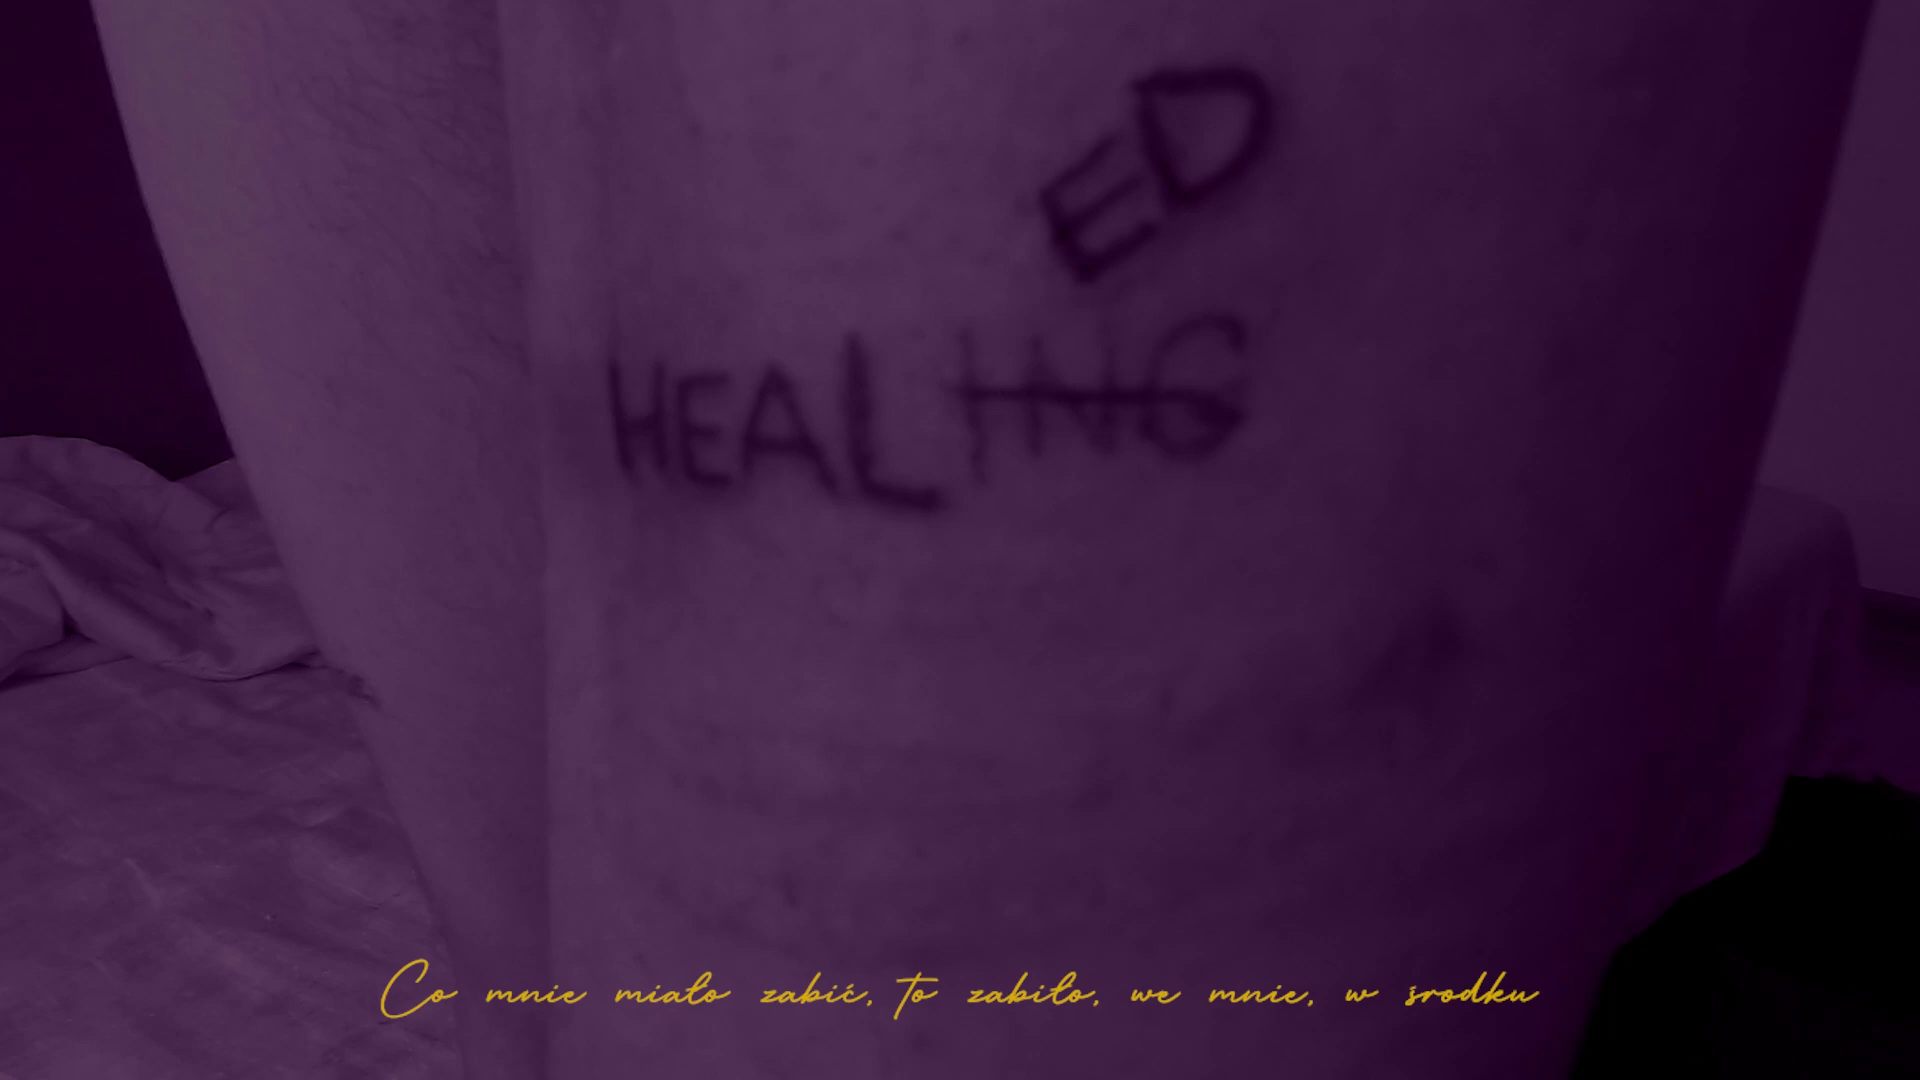 ED
HEALING
Co mnie miało zabić, to zabiło, we mnie, w środku